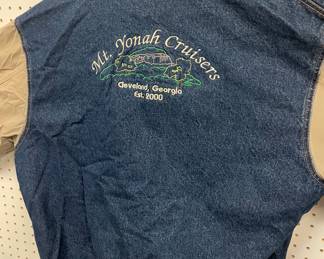 Mt. Yonah Cruisers
Cleveland, Georgia
Est. 2000